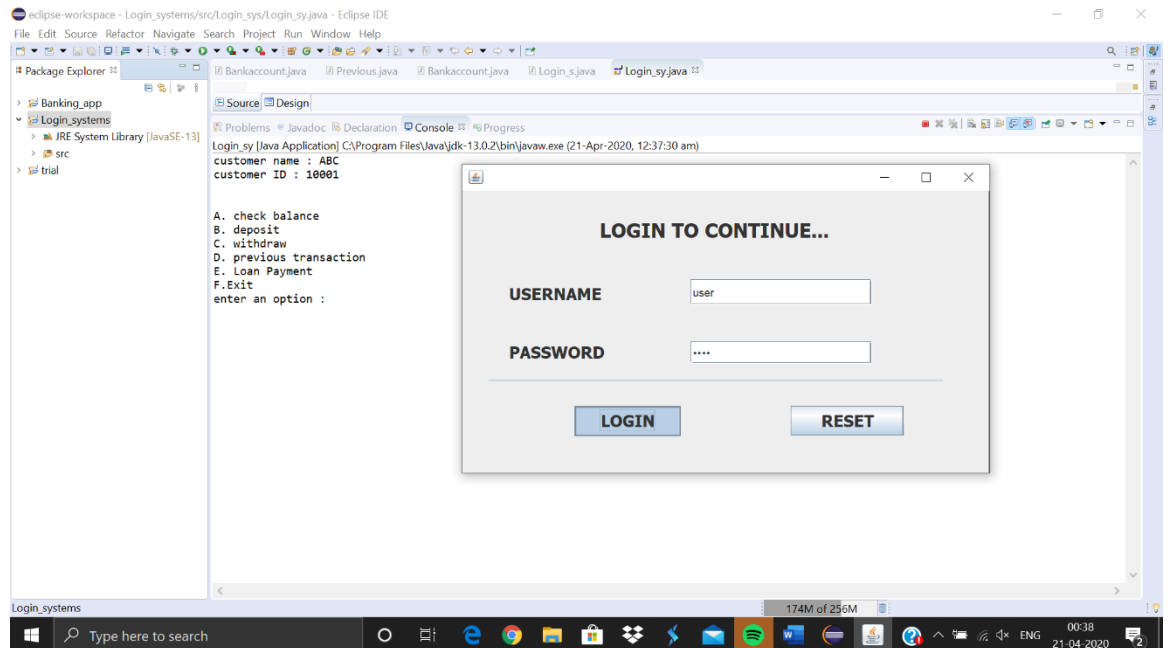 eclipse-workspace - Login_systems/src/Login_sys/Login_sy.java - Eclipse IDE
File Edit Source Refactor Navigate Search Project Run Window Help
Package Explorer
Bankaccount.java Previous.java Bankaccount.java Login_s.java Login_sy.java
Banking_app
Login_systems
JRE System Library [JavaSE-13]
src
trial
Source Design
Problems Javadoc Declaration Console Progress
Login_sy [Java Application] C:\Program Files\Java\jdk-13.0.2\bin\javaw.exe (21-Apr-2020, 12:37:30 am)
customer name : ABC
customer ID : 10001
A. check balance
B. deposit
C. withdraw
D. previous transaction
E. Loan Payment
F.Exit
enter an option :
LOGIN TO CONTINUE...
USERNAME user
PASSWORD ••••
LOGIN RESET
Login_systems 174M of 256M
Type here to search
ENG
00:38
21-04-2020
2